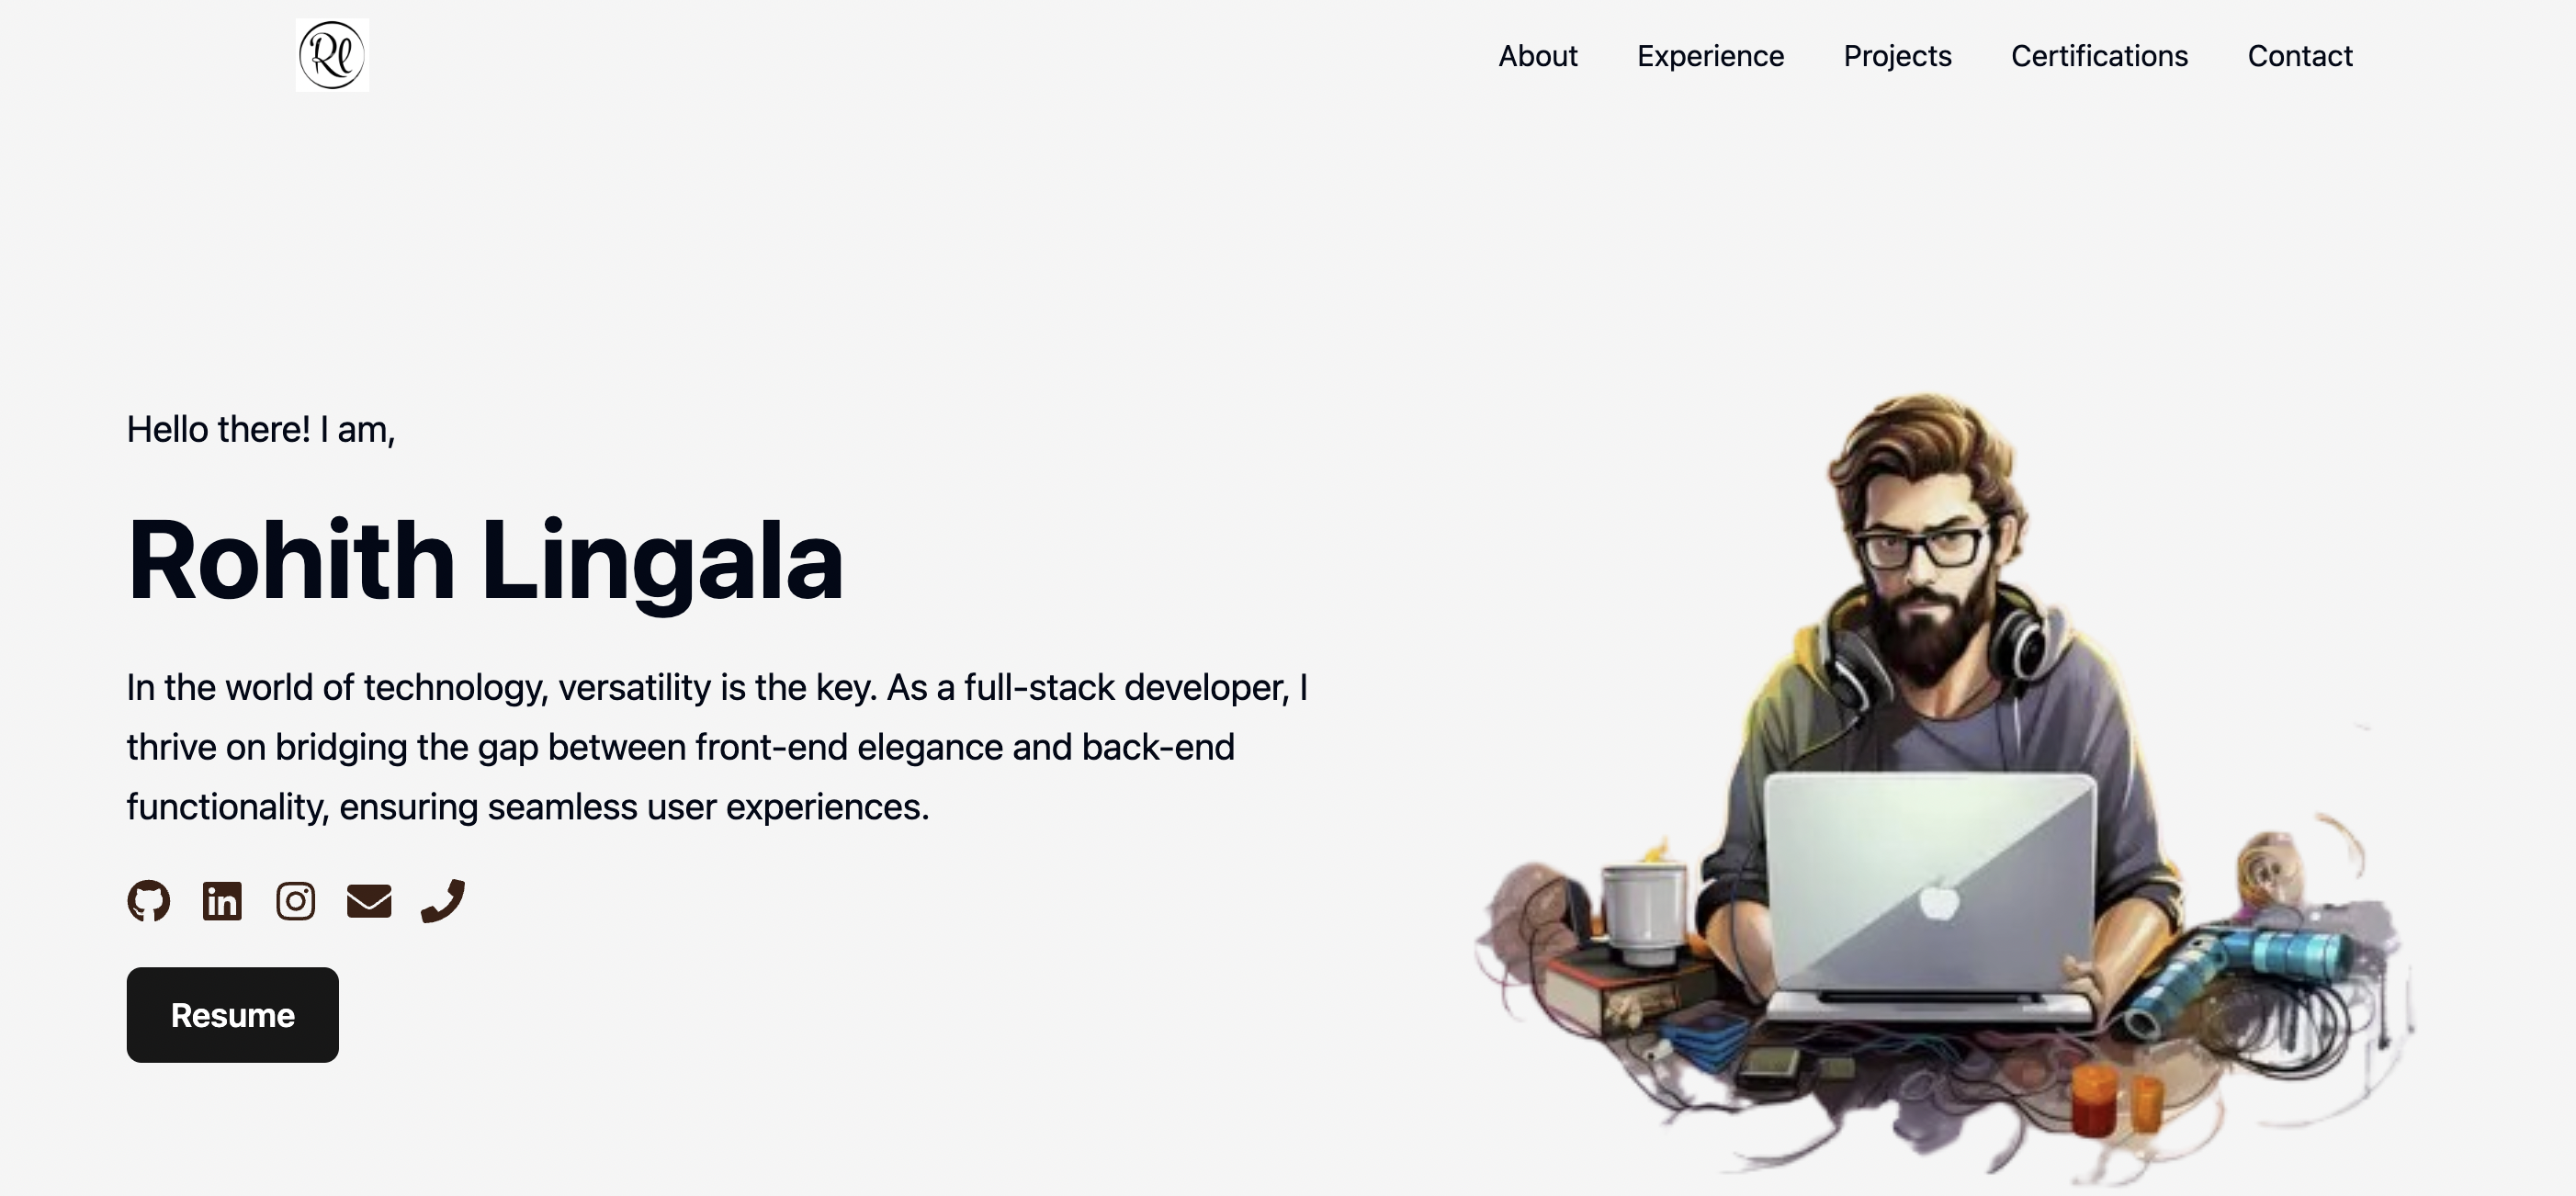 Rl
About Experience Projects Certifications Contact
Hello there! I am,
Rohith Lingala
In the world of technology, versatility is the key. As a full-stack developer, I
thrive on bridging the gap between front-end elegance and back-end
functionality, ensuring seamless user experiences.
in
Resume